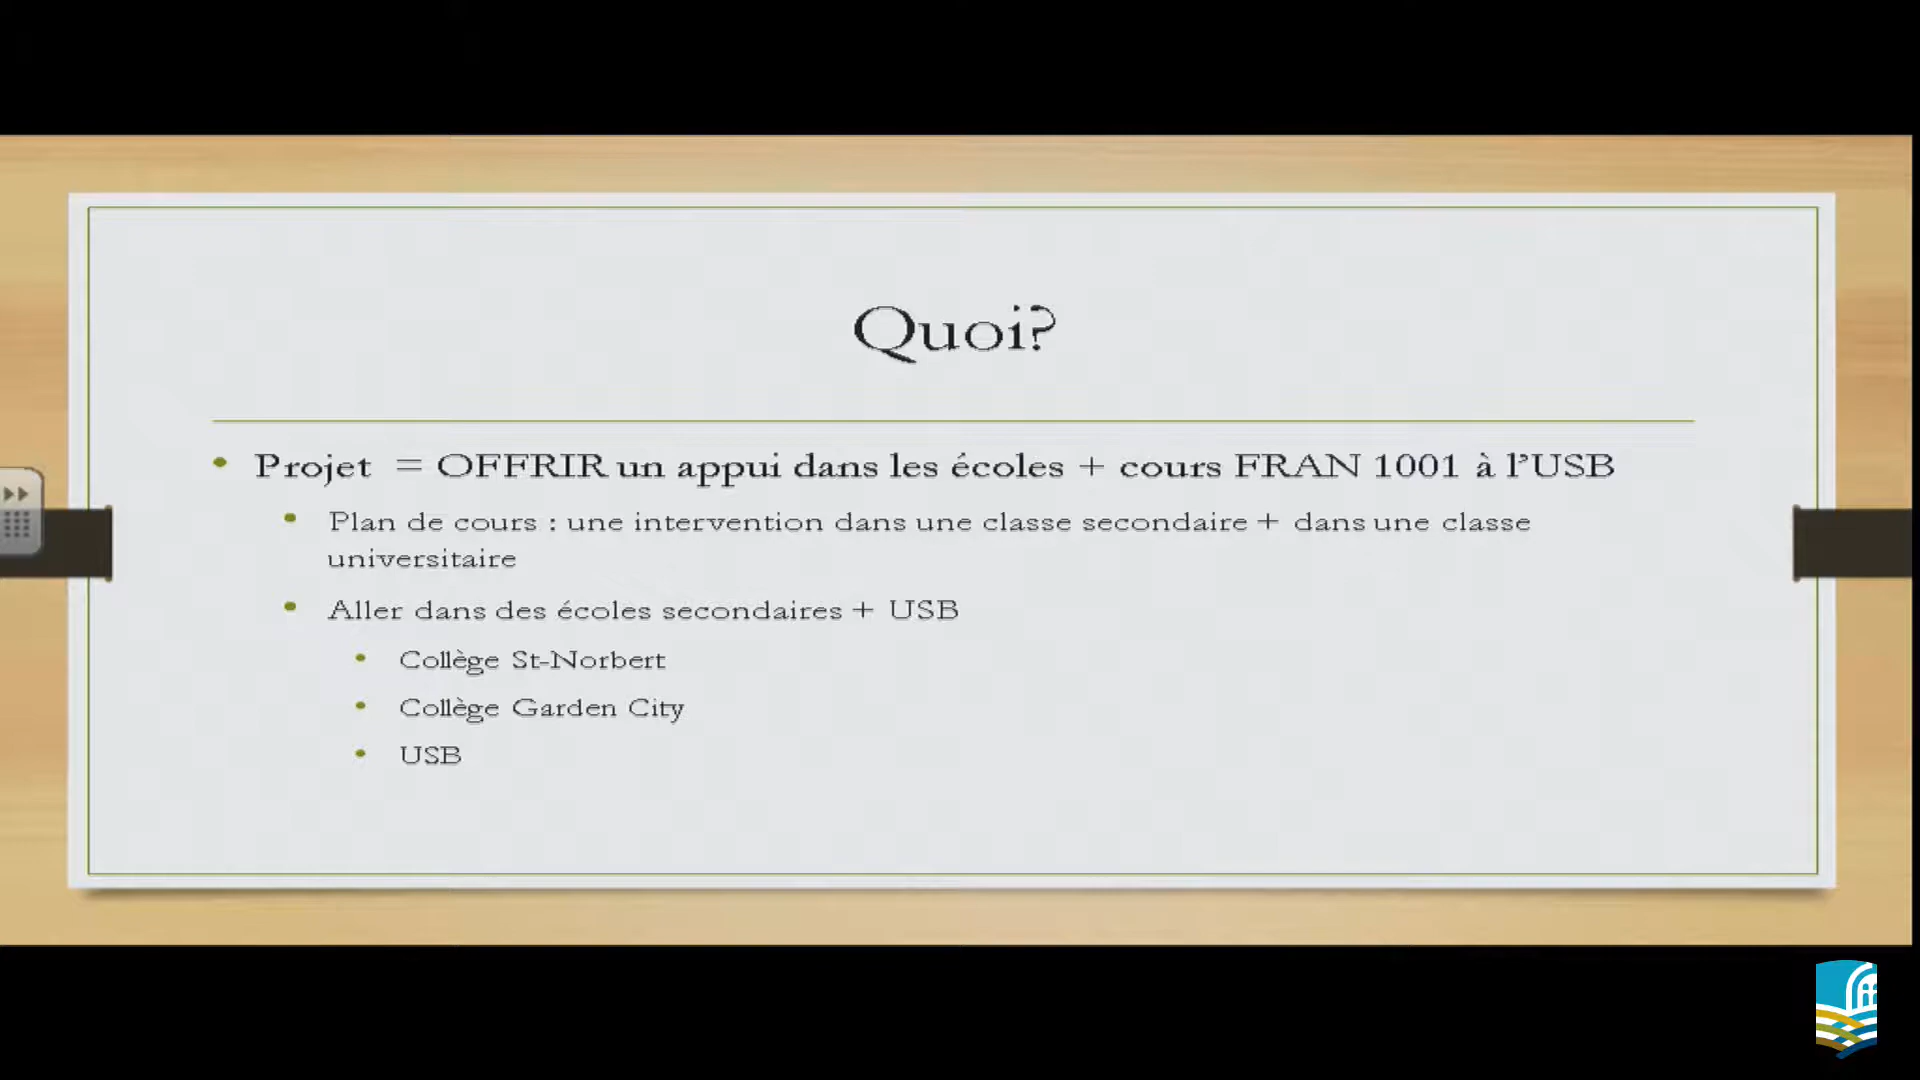 Quoi?
Projet = OFFRIR un appui dans les écoles + cours FRAN 1001 à l’USB
Plan de cours : une intervention dans une classe secondaire + dans une classe
universitaire
Aller dans des écoles secondaires + USB
Collège St-Norbert
Collège Garden City
USB